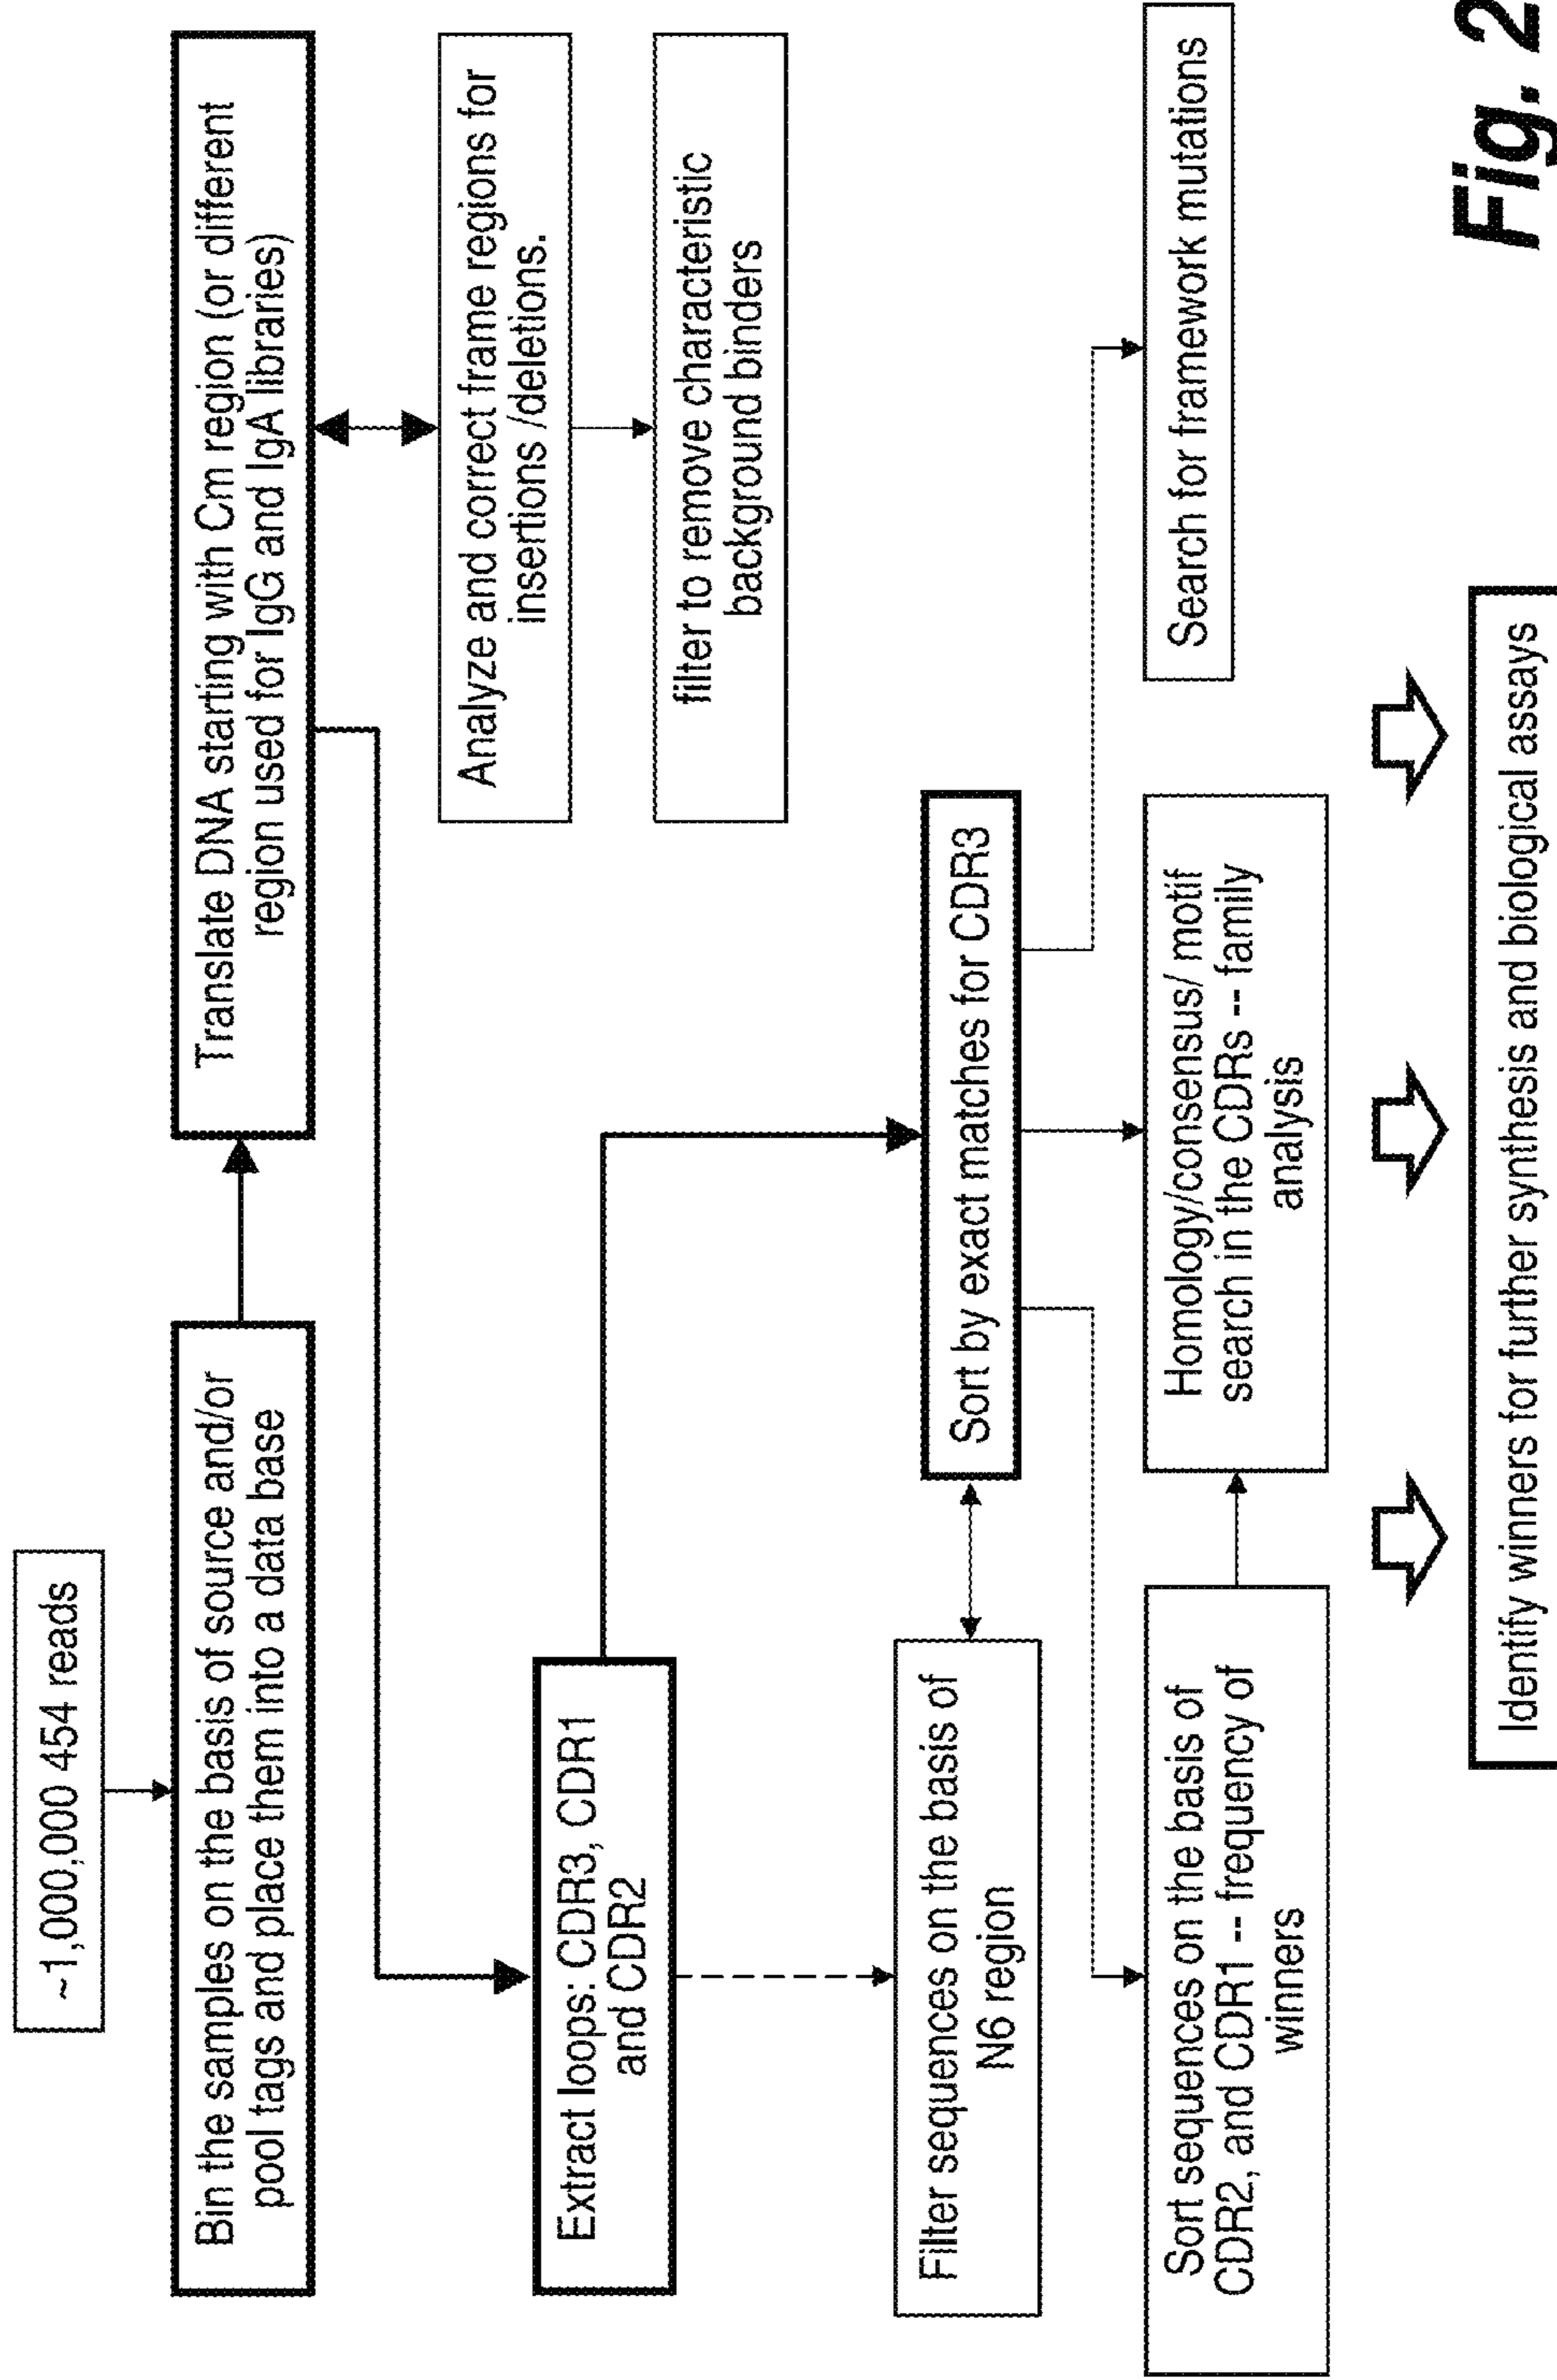 ~1,000,000 454 reads
Bin the samples on the basis of source and/or
pool tags and place them into a data base
Translate DNA starting with Cm region (or different
region used for IgG and IgA libraries)
Analyze and correct frame regions for
insertions /deletions.
filter to remove characteristic
background binders
Extract loops: CDR3, CDR1
and CDR2
Filter sequences on the basis of
N6 region
Sort by exact matches for CDR3
Sort sequences on the basis of
CDR2, and CDR1 -- frequency of
winners
Homology/consensus/ motif
search in the CDRs -- family
analysis
Search for framework mutations
Identify winners for further synthesis and biological assays
Fig. 2